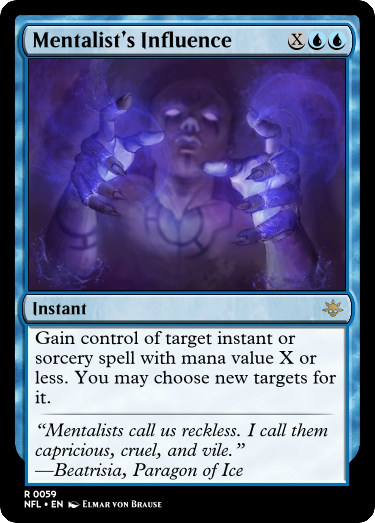 Mentalist's Influence X
Instant
Gain control of target instant or
sorcery spell with mana value X or
less. You may choose new targets for
it.
“Mentalists call us reckless. I call them
capricious, cruel, and vile.”
—Beatrisia, Paragon of Ice
R 0059
NFL • EN Elmar von Brause